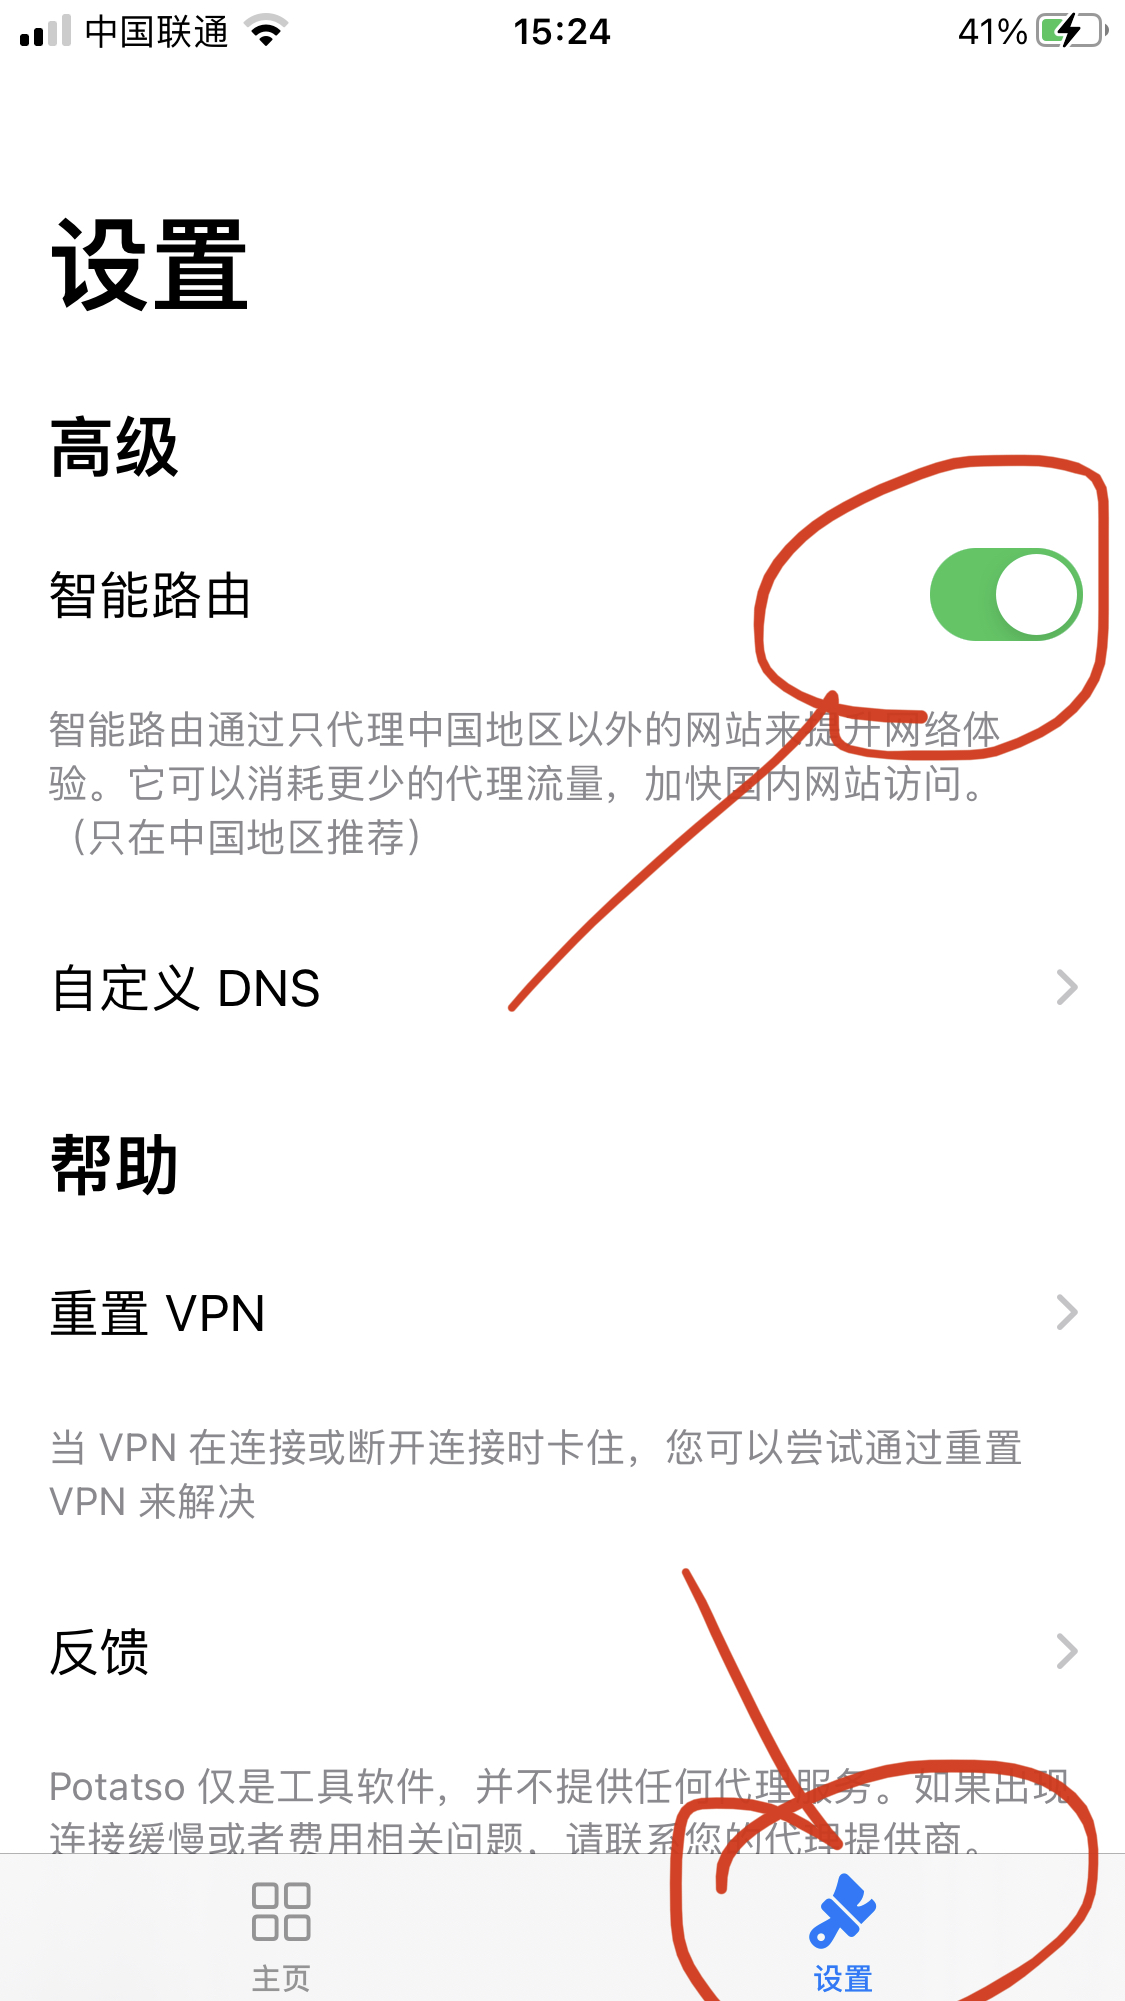 中国联通 15:24 41%
设置
高级
智能路由
智能路由通过只代理中国地区以外的网站来提升网络体
验。它可以消耗更少的代理流量，加快国内网站访问。
（只在中国地区推荐）
自定义 DNS
帮助
重置 VPN
当 VPN 在连接或断开连接时卡住，您可以尝试通过重置
VPN 来解决
反馈
Potatso 仅是工具软件，并不提供任何代理服务。如果出现
连接缓慢或者费用相关问题，请联系您的代理提供商。
主页 设置